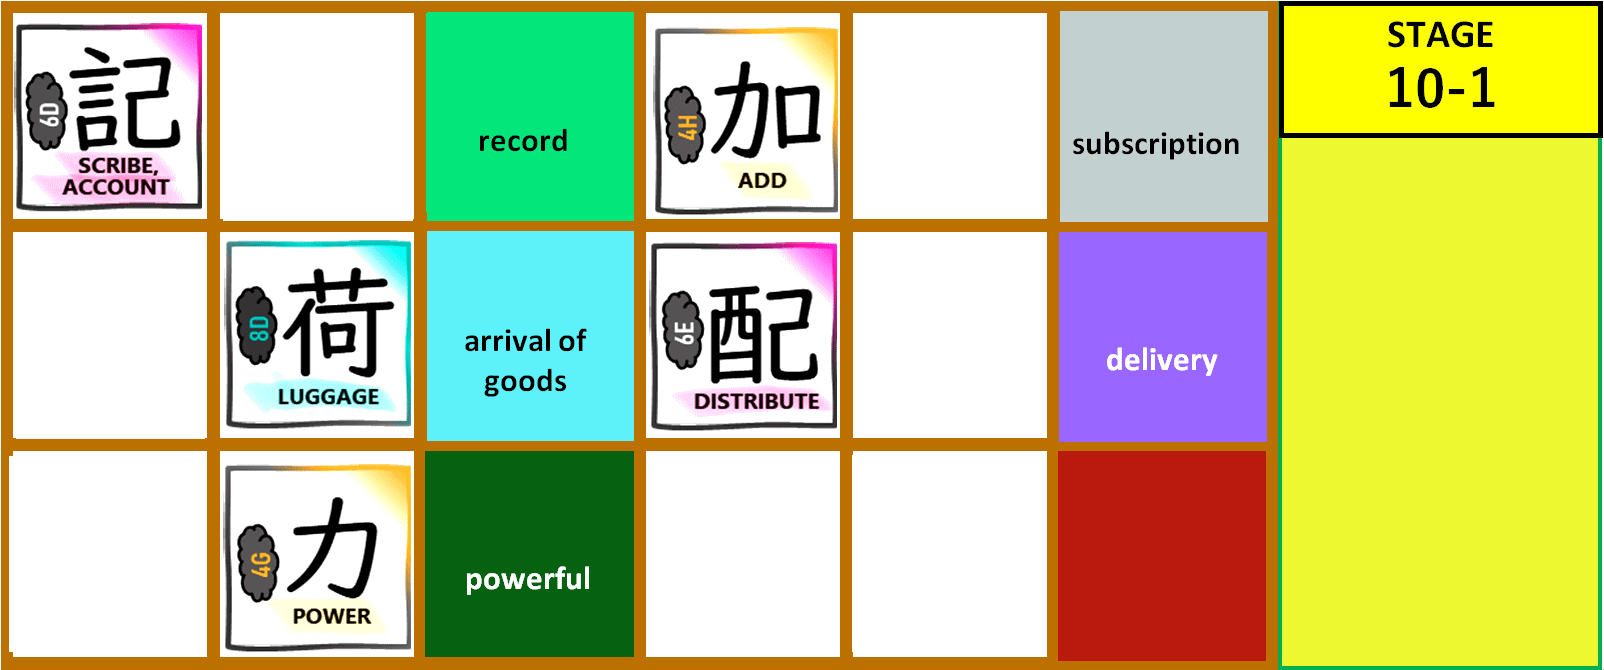 6D
記
SCRIBE,
ACCOUNT
record
4H
加
ADD
subscription
STAGE
10-1
8D
荷
LUGGAGE
arrival of
goods
6E
配
DISTRIBUTE
delivery
4G
力
POWER
powerful